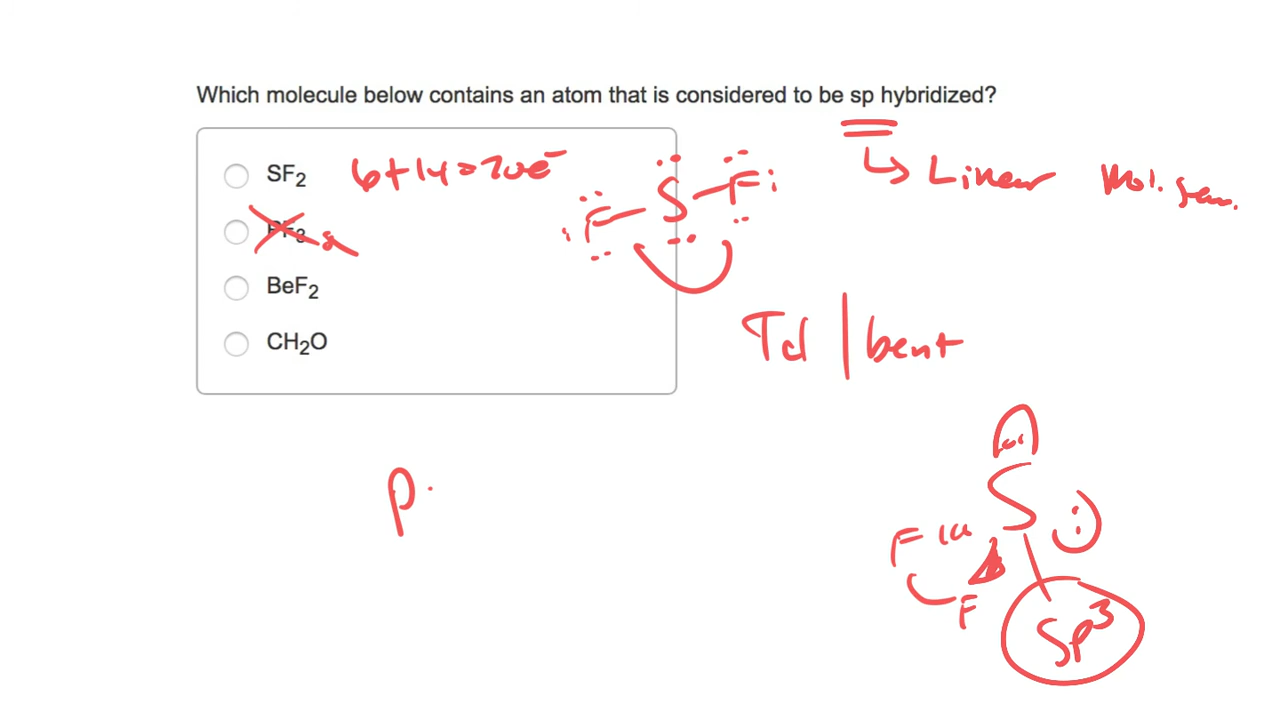 Which molecule below contains an atom that is considered to be sp hybridized?
SF2 6+14=20e−
F—S—F
Linear Mol.
BeF2
CH2O
Td | bent
P
S
F
F
Sp3